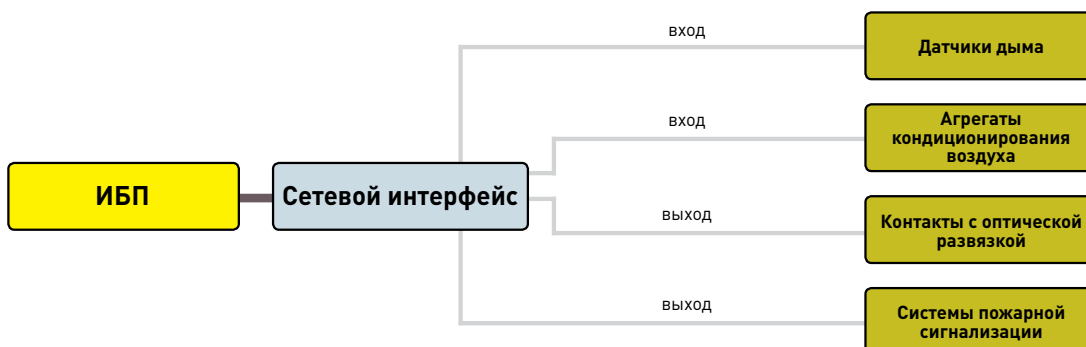 вход
Датчики дыма
вход
Агрегаты
кондиционирования
воздуха
ИБП
Сетевой интерфейс
выход
Контакты с оптической
развязкой
выход
Системы пожарной
сигнализации